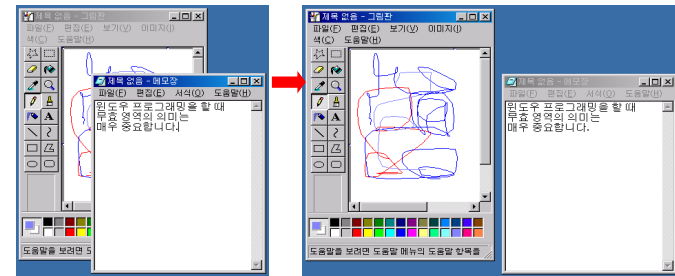 제목 없음 - 그림판
파일(F) 편집(E) 보기(V) 이미지(I)
색(C) 도움말(H)
제목 없음 - 메모장
파일(F) 편집(E) 서식(O) 도움말(H)
윈도우 프로그래밍을 할 때
무효 영역의 의미는
매우 중요합니다.
도움말을 보려면 도
제목 없음 - 그림판
파일(F) 편집(E) 보기(V) 이미지(I)
색(C) 도움말(H)
도움말을 보려면 도움말 메뉴의 도움말 항목을
제목 없음 - 메모장
파일(F) 편집(E) 서식(O) 도움말(H)
윈도우 프로그래밍을 할 때
무효 영역의 의미는
매우 중요합니다.